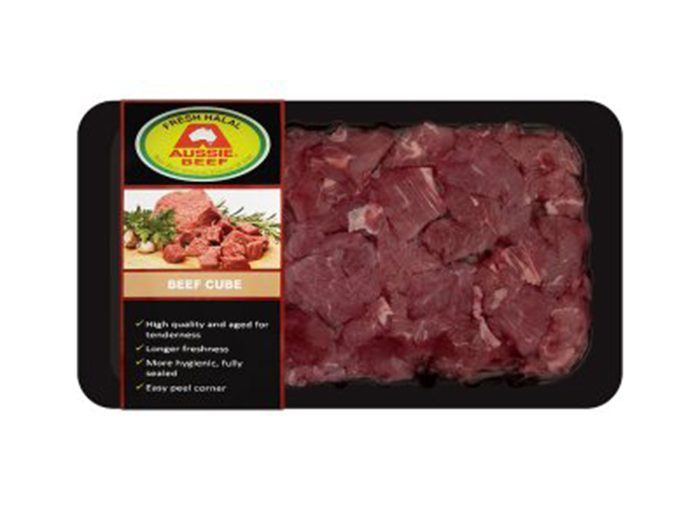 FRESH HALAL
AUSSIE
BEEF
BEEF CUBE
✓ High quality and aged for
tenderness
✓ Longer freshness
✓ More hygienic, fully
sealed
✓ Easy peel corner